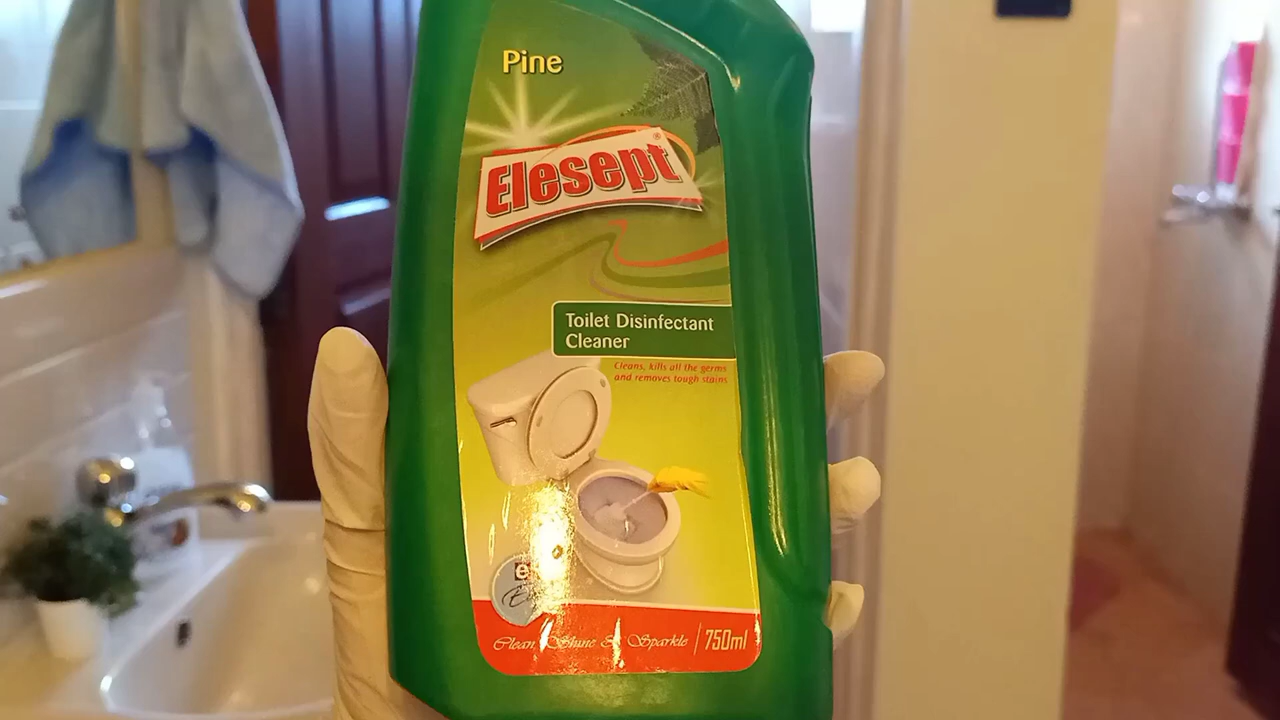 Pine
Elesept
Toilet Disinfectant
Cleaner
Cleans, kills all the germs
and removes tough stains
Clean, Shine & Sparkle 750ml